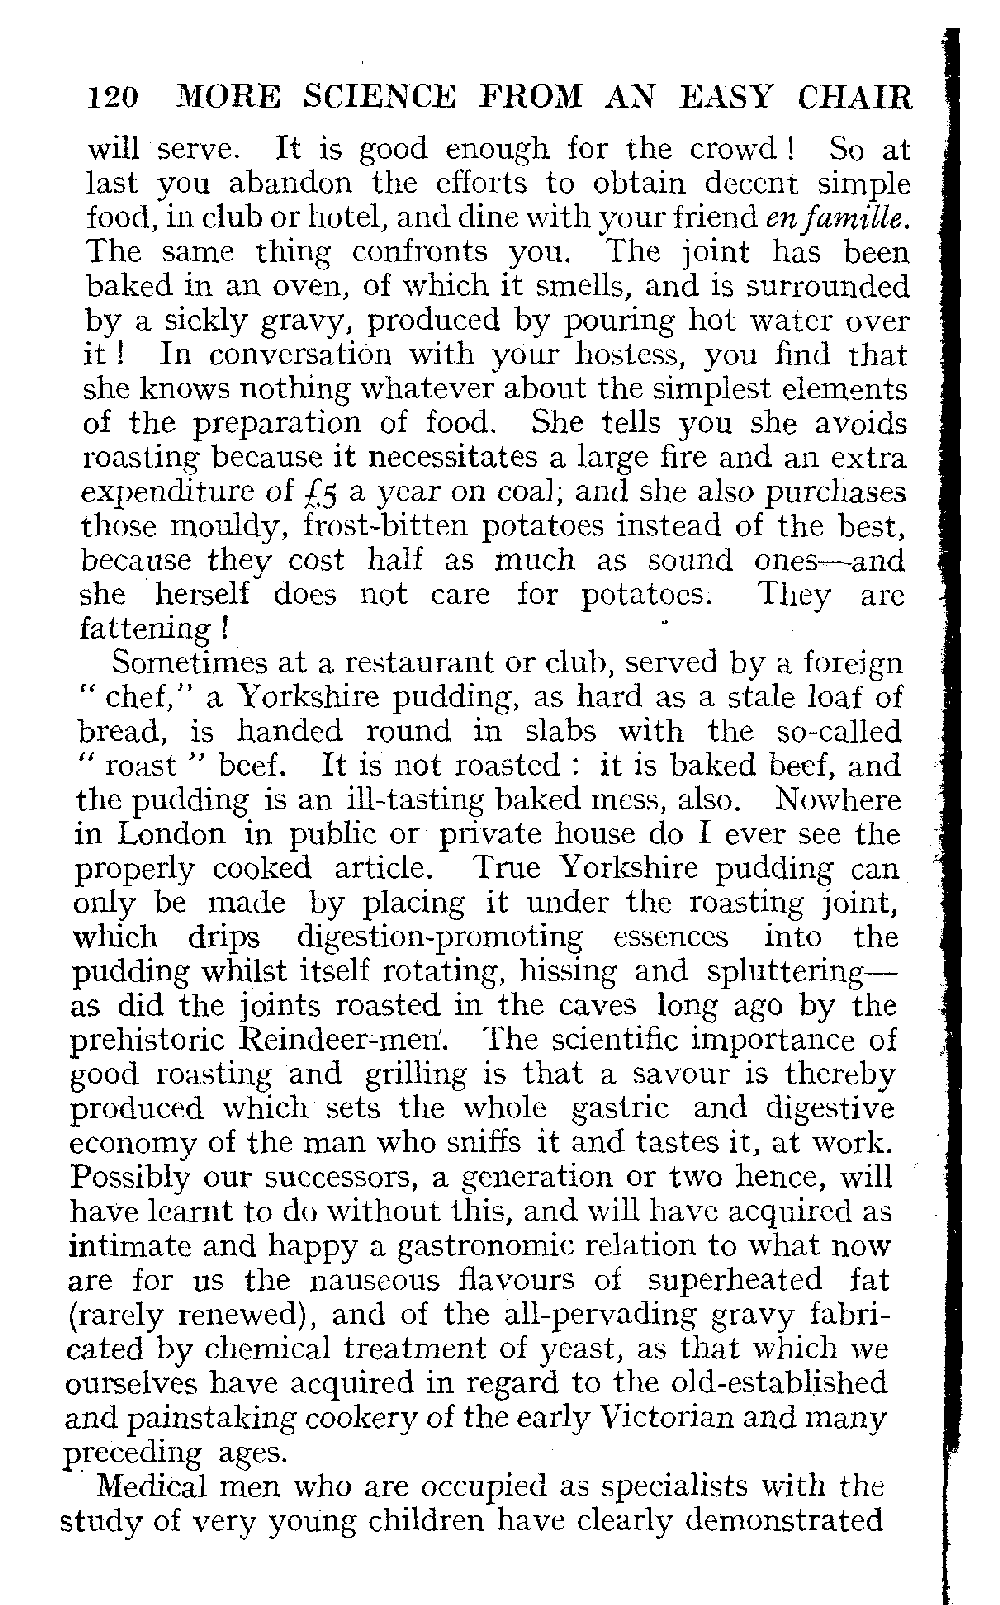 120 MORE SCIENCE FROM AN EASY CHAIR
will serve. It is good enough for the crowd ! So at
last you abandon the efforts to obtain decent simple
food, in club or hotel, and dine with your friend en famille.
The same thing confronts you. The joint has been
baked in an oven, of which it smells, and is surrounded
by a sickly gravy, produced by pouring hot water over
it ! In conversation with your hostess, you find that
she knows nothing whatever about the simplest elements
of the preparation of food. She tells you she avoids
roasting because it necessitates a large fire and an extra
expenditure of £5 a year on coal; and she also purchases
those mouldy, frost-bitten potatoes instead of the best,
because they cost half as much as sound ones—and
she herself does not care for potatoes. They are
fattening !
Sometimes at a restaurant or club, served by a foreign
“ chef,” a Yorkshire pudding, as hard as a stale loaf of
bread, is handed round in slabs with the so-called
“ roast ” beef. It is not roasted : it is baked beef, and
the pudding is an ill-tasting baked mess, also. Nowhere
in London in public or private house do I ever see the
properly cooked article. True Yorkshire pudding can
only be made by placing it under the roasting joint,
which drips digestion-promoting essences into the
pudding whilst itself rotating, hissing and spluttering—
as did the joints roasted in the caves long ago by the
prehistoric Reindeer-men. The scientific importance of
good roasting and grilling is that a savour is thereby
produced which sets the whole gastric and digestive
economy of the man who sniffs it and tastes it, at work.
Possibly our successors, a generation or two hence, will
have learnt to do without this, and will have acquired as
intimate and happy a gastronomic relation to what now
are for us the nauseous flavours of superheated fat
(rarely renewed), and of the all-pervading gravy fabri-
cated by chemical treatment of yeast, as that which we
ourselves have acquired in regard to the old-established
and painstaking cookery of the early Victorian and many
preceding ages.
Medical men who are occupied as specialists with the
study of very young children have clearly demonstrated